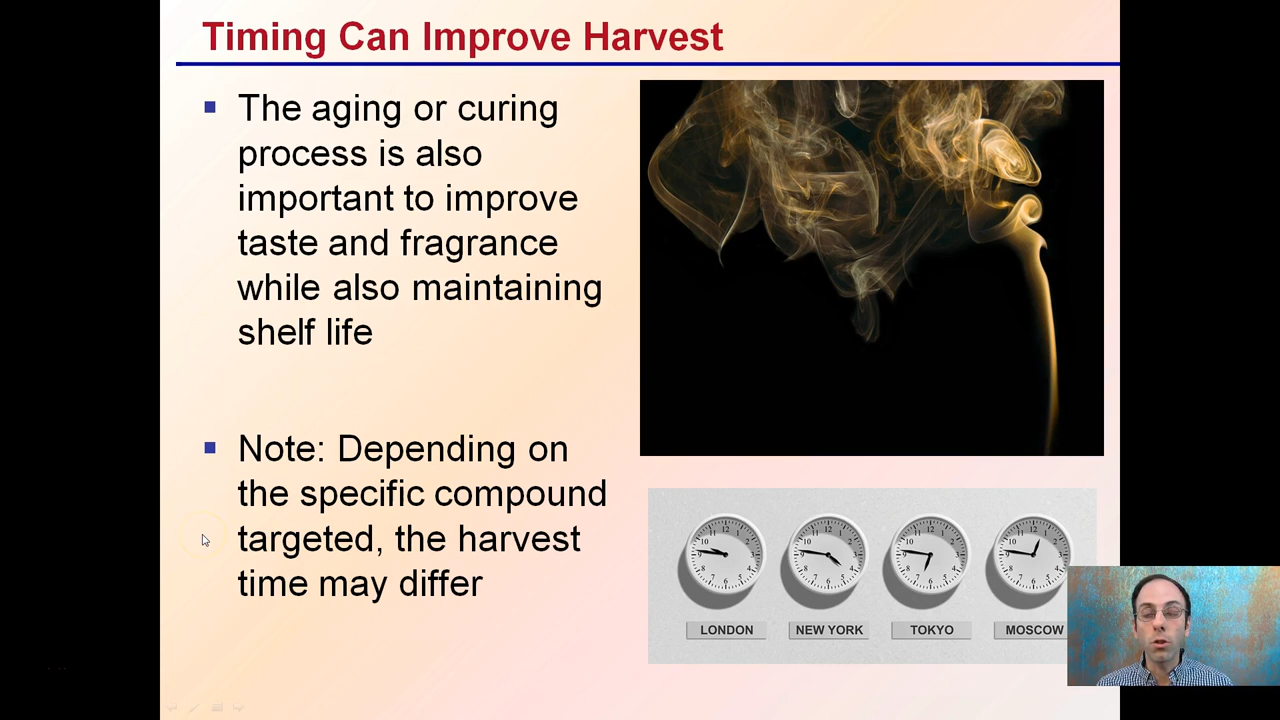 Timing Can Improve Harvest
The aging or curing
process is also
important to improve
taste and fragrance
while also maintaining
shelf life
Note: Depending on
the specific compound
targeted, the harvest
time may differ
LONDON
NEW YORK
TOKYO
MOSCOW